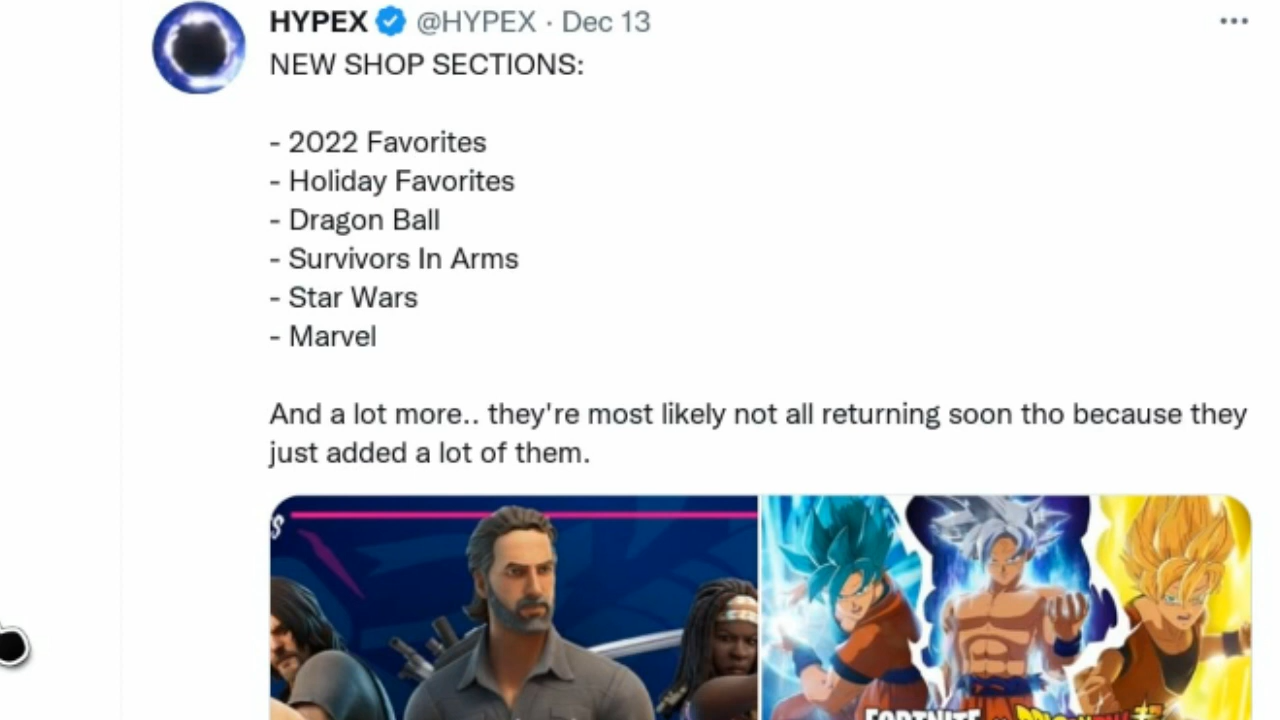 HYPEX @HYPEX · Dec 13
NEW SHOP SECTIONS:
- 2022 Favorites
- Holiday Favorites
- Dragon Ball
- Survivors In Arms
- Star Wars
- Marvel
And a lot more.. they're most likely not all returning soon tho because they
just added a lot of them.
S
FORTNITE